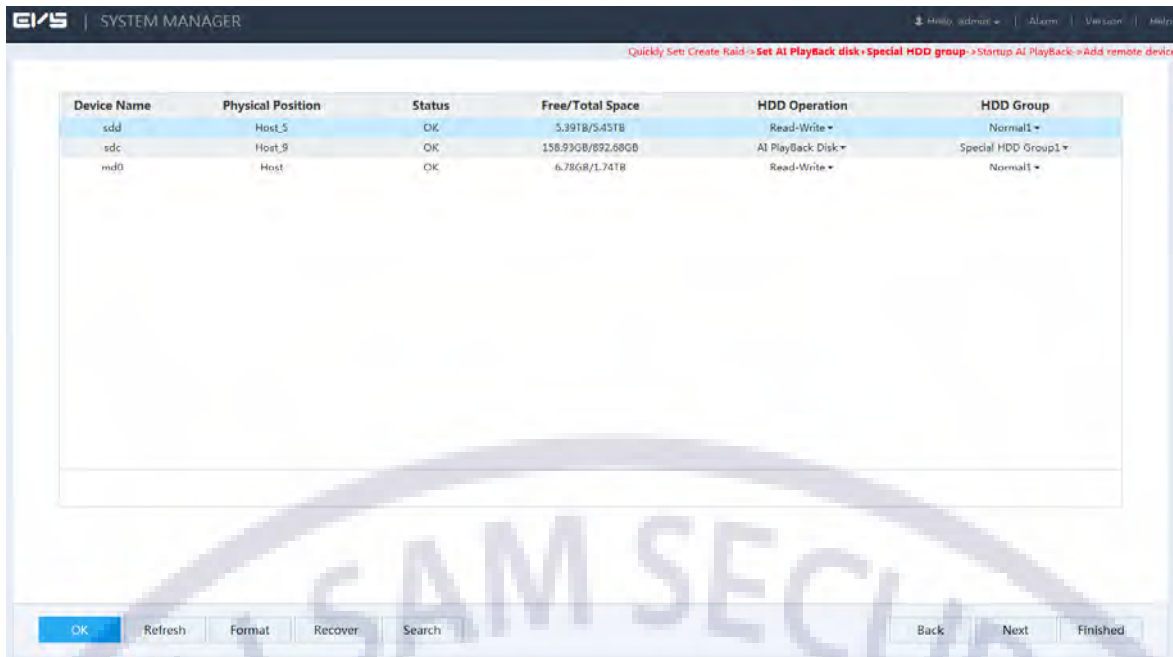 EVS | SYSTEM MANAGER Hello, admin | Alarm | Version | Help
Quickly Set: Create Raid->Set AI PlayBack disk+Special HDD group->Startup AI PlayBack->Add remote device
Device Name Physical Position Status Free/Total Space HDD Operation HDD Group
sdd Host_5 OK 5.39TB/5.45TB Read-Write Normal1
sdc Host_9 OK 158.93GB/892.68GB AI PlayBack Disk Special HDD Group1
md0 Host OK 6.78GB/1.74TB Read-Write Normal1
SAM SECU
OK Refresh Format Recover Search Back Next Finished